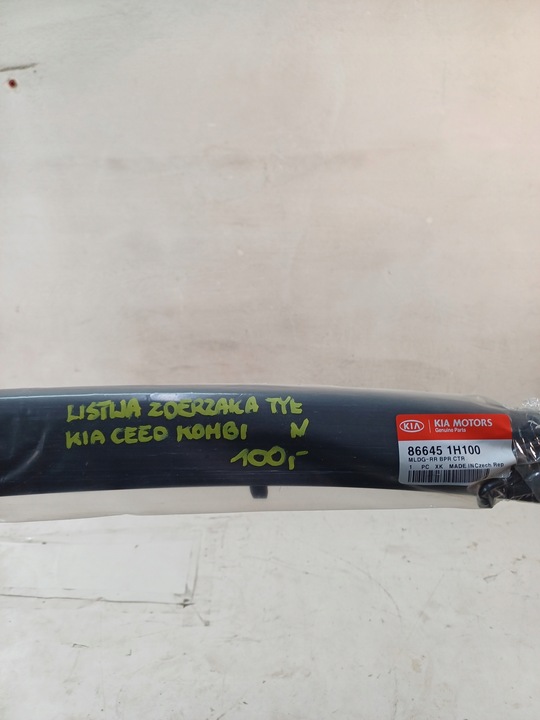 LISTWA ZDERZAKA TYŁ
KIA CEED KOMBI N
100,-
KIA KIA MOTORS
Genuine Parts
86645 1H100
MLDG-RR BPR CTR
1 PC XK MADE IN Czech Rep